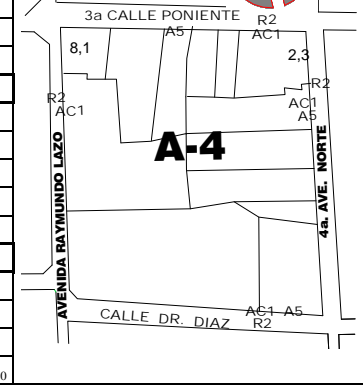 3a CALLE PONIENTE
R2
AC1
A5
8,1
2,3
R2
AC1
R2
AC1
A5
A-4
AVENIDA RAYMUNDO LAZO
4a. AVE. NORTE
CALLE DR. DIAZ
AC1 A5
R2
0